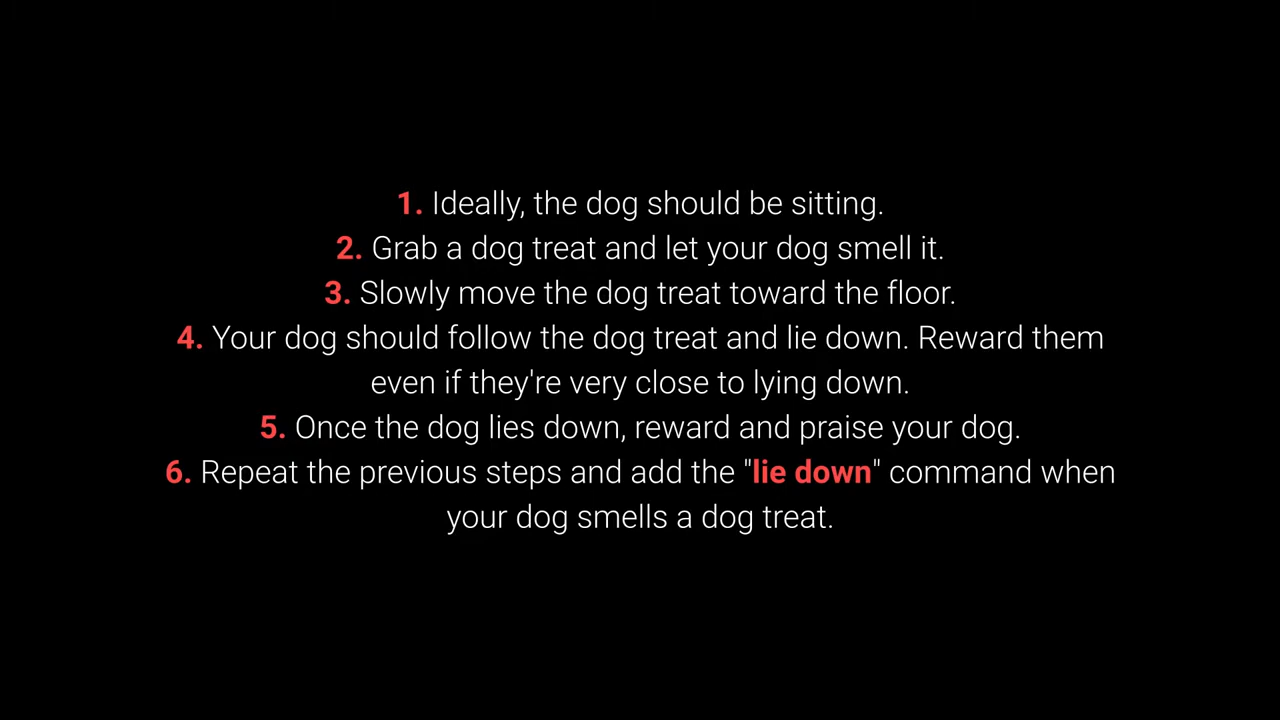 1. Ideally, the dog should be sitting.
2. Grab a dog treat and let your dog smell it.
3. Slowly move the dog treat toward the floor.
4. Your dog should follow the dog treat and lie down. Reward them
even if they're very close to lying down.
5. Once the dog lies down, reward and praise your dog.
6. Repeat the previous steps and add the "lie down" command when
your dog smells a dog treat.